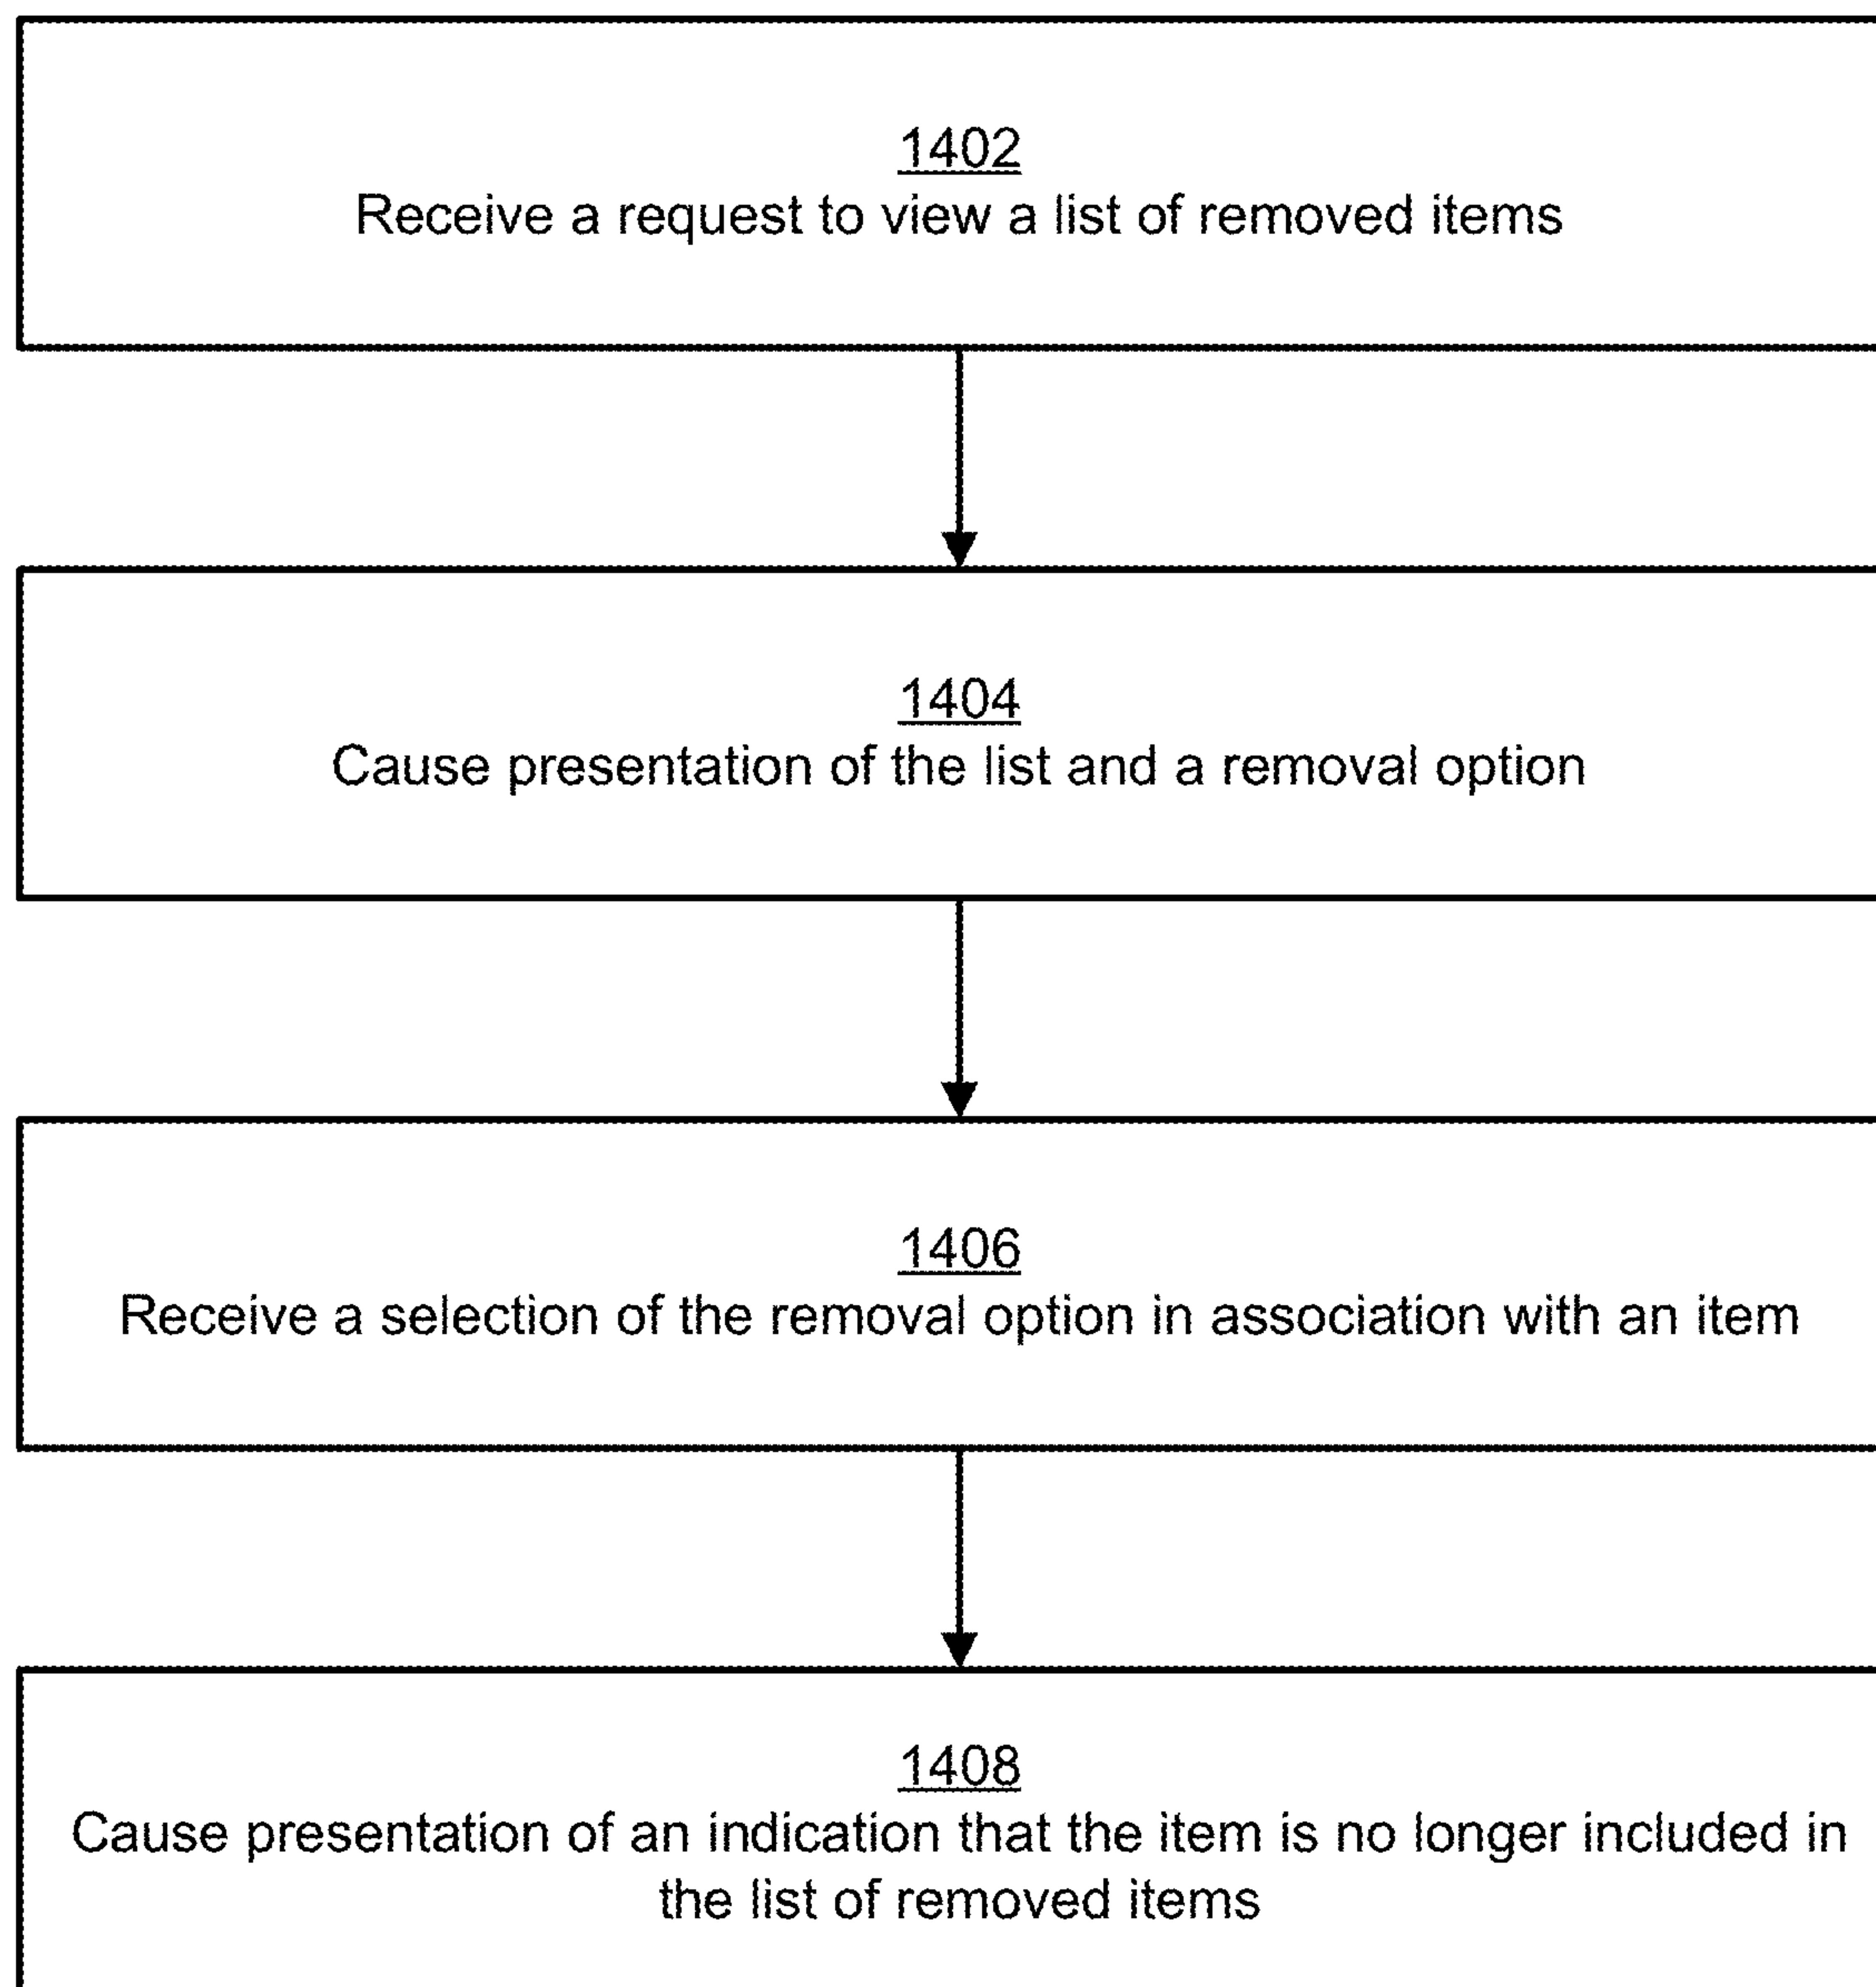 1402
Receive a request to view a list of removed items
1404
Cause presentation of the list and a removal option
1406
Receive a selection of the removal option in association with an item
1408
Cause presentation of an indication that the item is no longer included in
the list of removed items